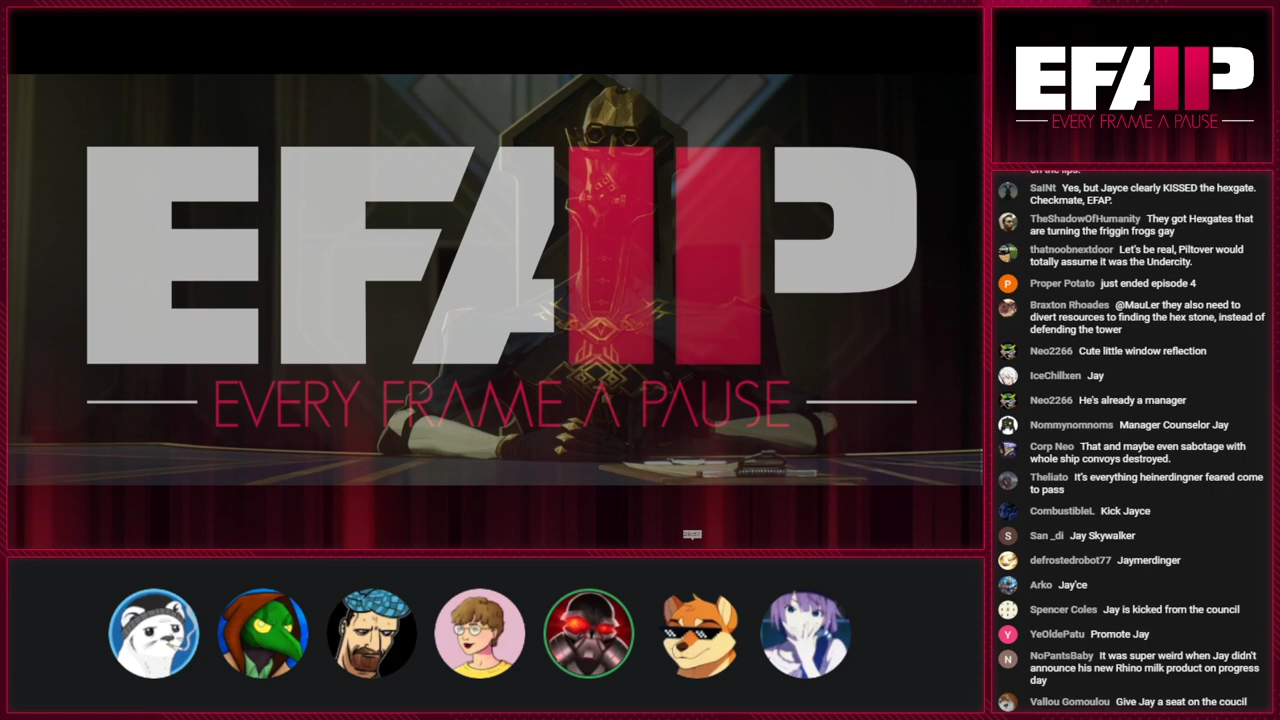 EFAP
EVERY FRAME A PAUSE
EFAP
EVERY FRAME A PAUSE
on the lips.
SaINt Yes, but Jayce clearly KISSED the hexgate.
Checkmate, EFAP.
TheShadowOfHumanity They got Hexgates that
are turning the friggin frogs gay
thatnoobnextdoor Let's be real, Piltover would
totally assume it was the Undercity.
P
Proper Potato just ended episode 4
Braxton Rhoades @MauLer they also need to
divert resources to finding the hex stone, instead of
defending the tower
Neo2266 Cute little window reflection
IceChillxen Jay
Neo2266 He's already a manager
Nommynomnoms Manager Counselor Jay
Corp Neo That and maybe even sabotage with
whole ship convoys destroyed.
Theliato It's everything heinerdingner feared come
to pass
CombustibleL Kick Jayce
S
San _di Jay Skywalker
defrostedrobot77 Jaymerdinger
Arko Jay'ce
Spencer Coles Jay is kicked from the council
Y
YeOldePatu Promote Jay
N
NoPantsBaby It was super weird when Jay didn't
announce his new Rhino milk product on progress
day
Vallou Gomoulou Give Jay a seat on the coucil